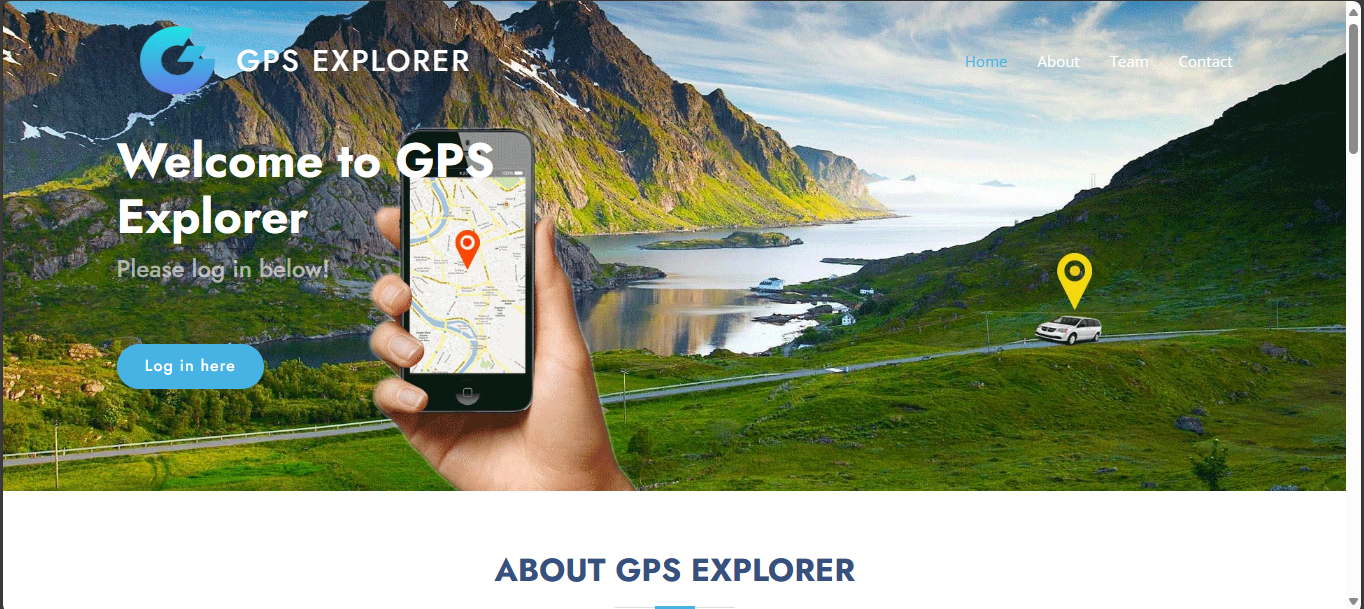 GPS EXPLORER
Home About Team Contact
Welcome to GPS
Explorer
Please log in below!
Log in here
ABOUT GPS EXPLORER